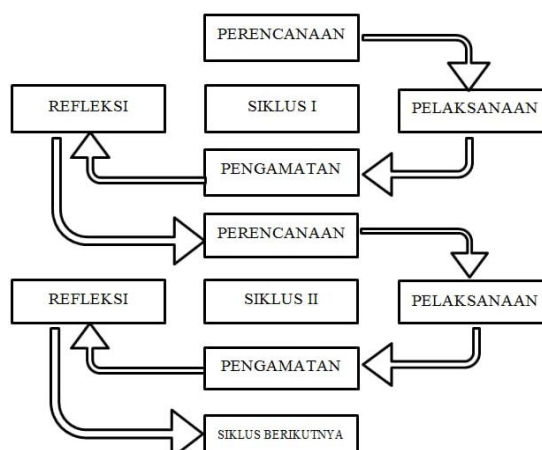 PERENCANAAN
REFLEKSI
SIKLUS I
PELAKSANAAN
PENGAMATAN
PERENCANAAN
REFLEKSI
SIKLUS II
PELAKSANAAN
PENGAMATAN
SIKLUS BERIKUTNYA